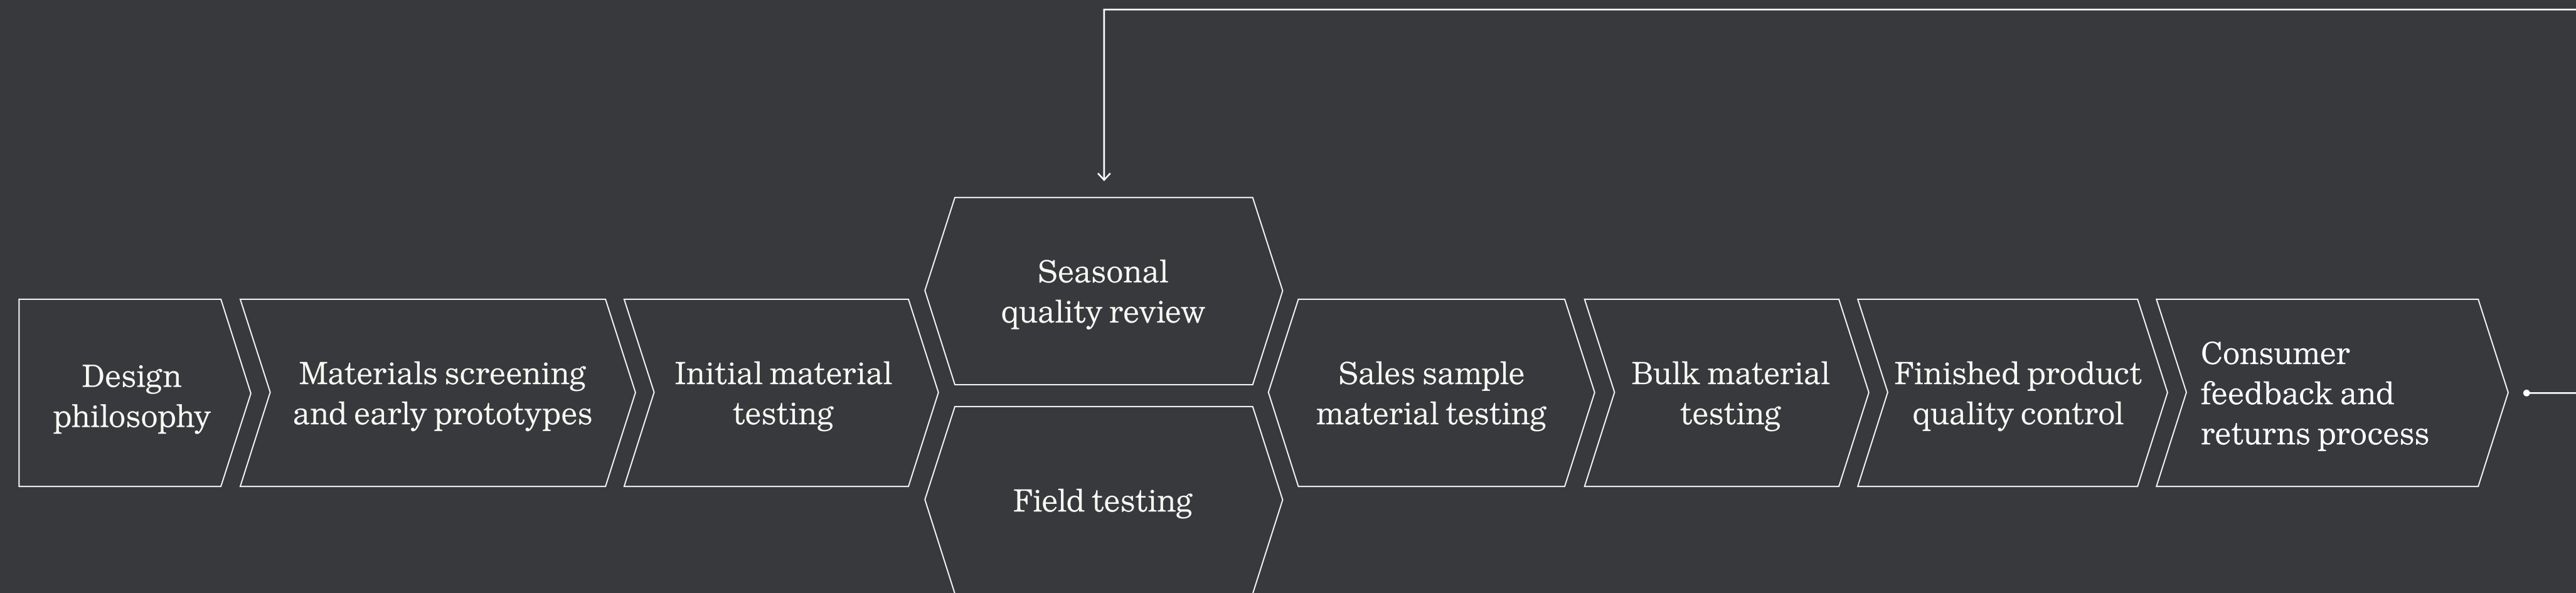 Design
philosophy
Materials screening
and early prototypes
Initial material
testing
Seasonal
quality review
Field testing
Sales sample
material testing
Bulk material
testing
Finished product
quality control
Consumer
feedback and
returns process